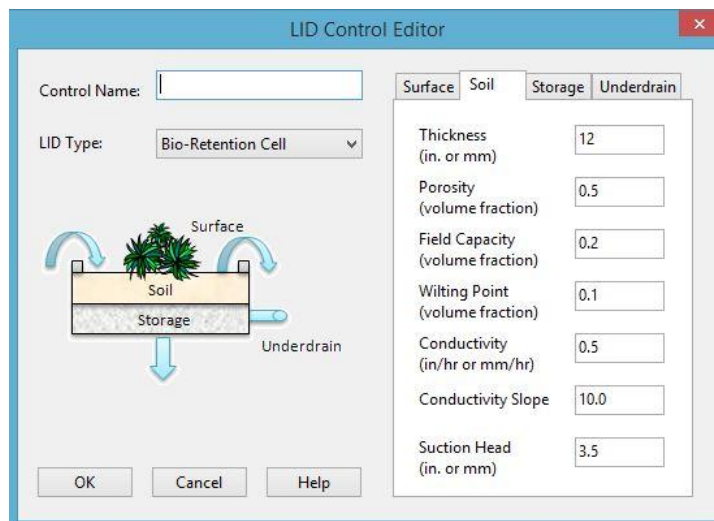 LID Control Editor
x
Control Name:
LID Type:
Bio-Retention Cell
Surface
Soil
Storage
Underdrain
Surface Soil Storage Underdrain
Thickness
(in. or mm)
12
Porosity
(volume fraction)
0.5
Field Capacity
(volume fraction)
0.2
Wilting Point
(volume fraction)
0.1
Conductivity
(in/hr or mm/hr)
0.5
Conductivity Slope
10.0
Suction Head
(in. or mm)
3.5
OK Cancel Help